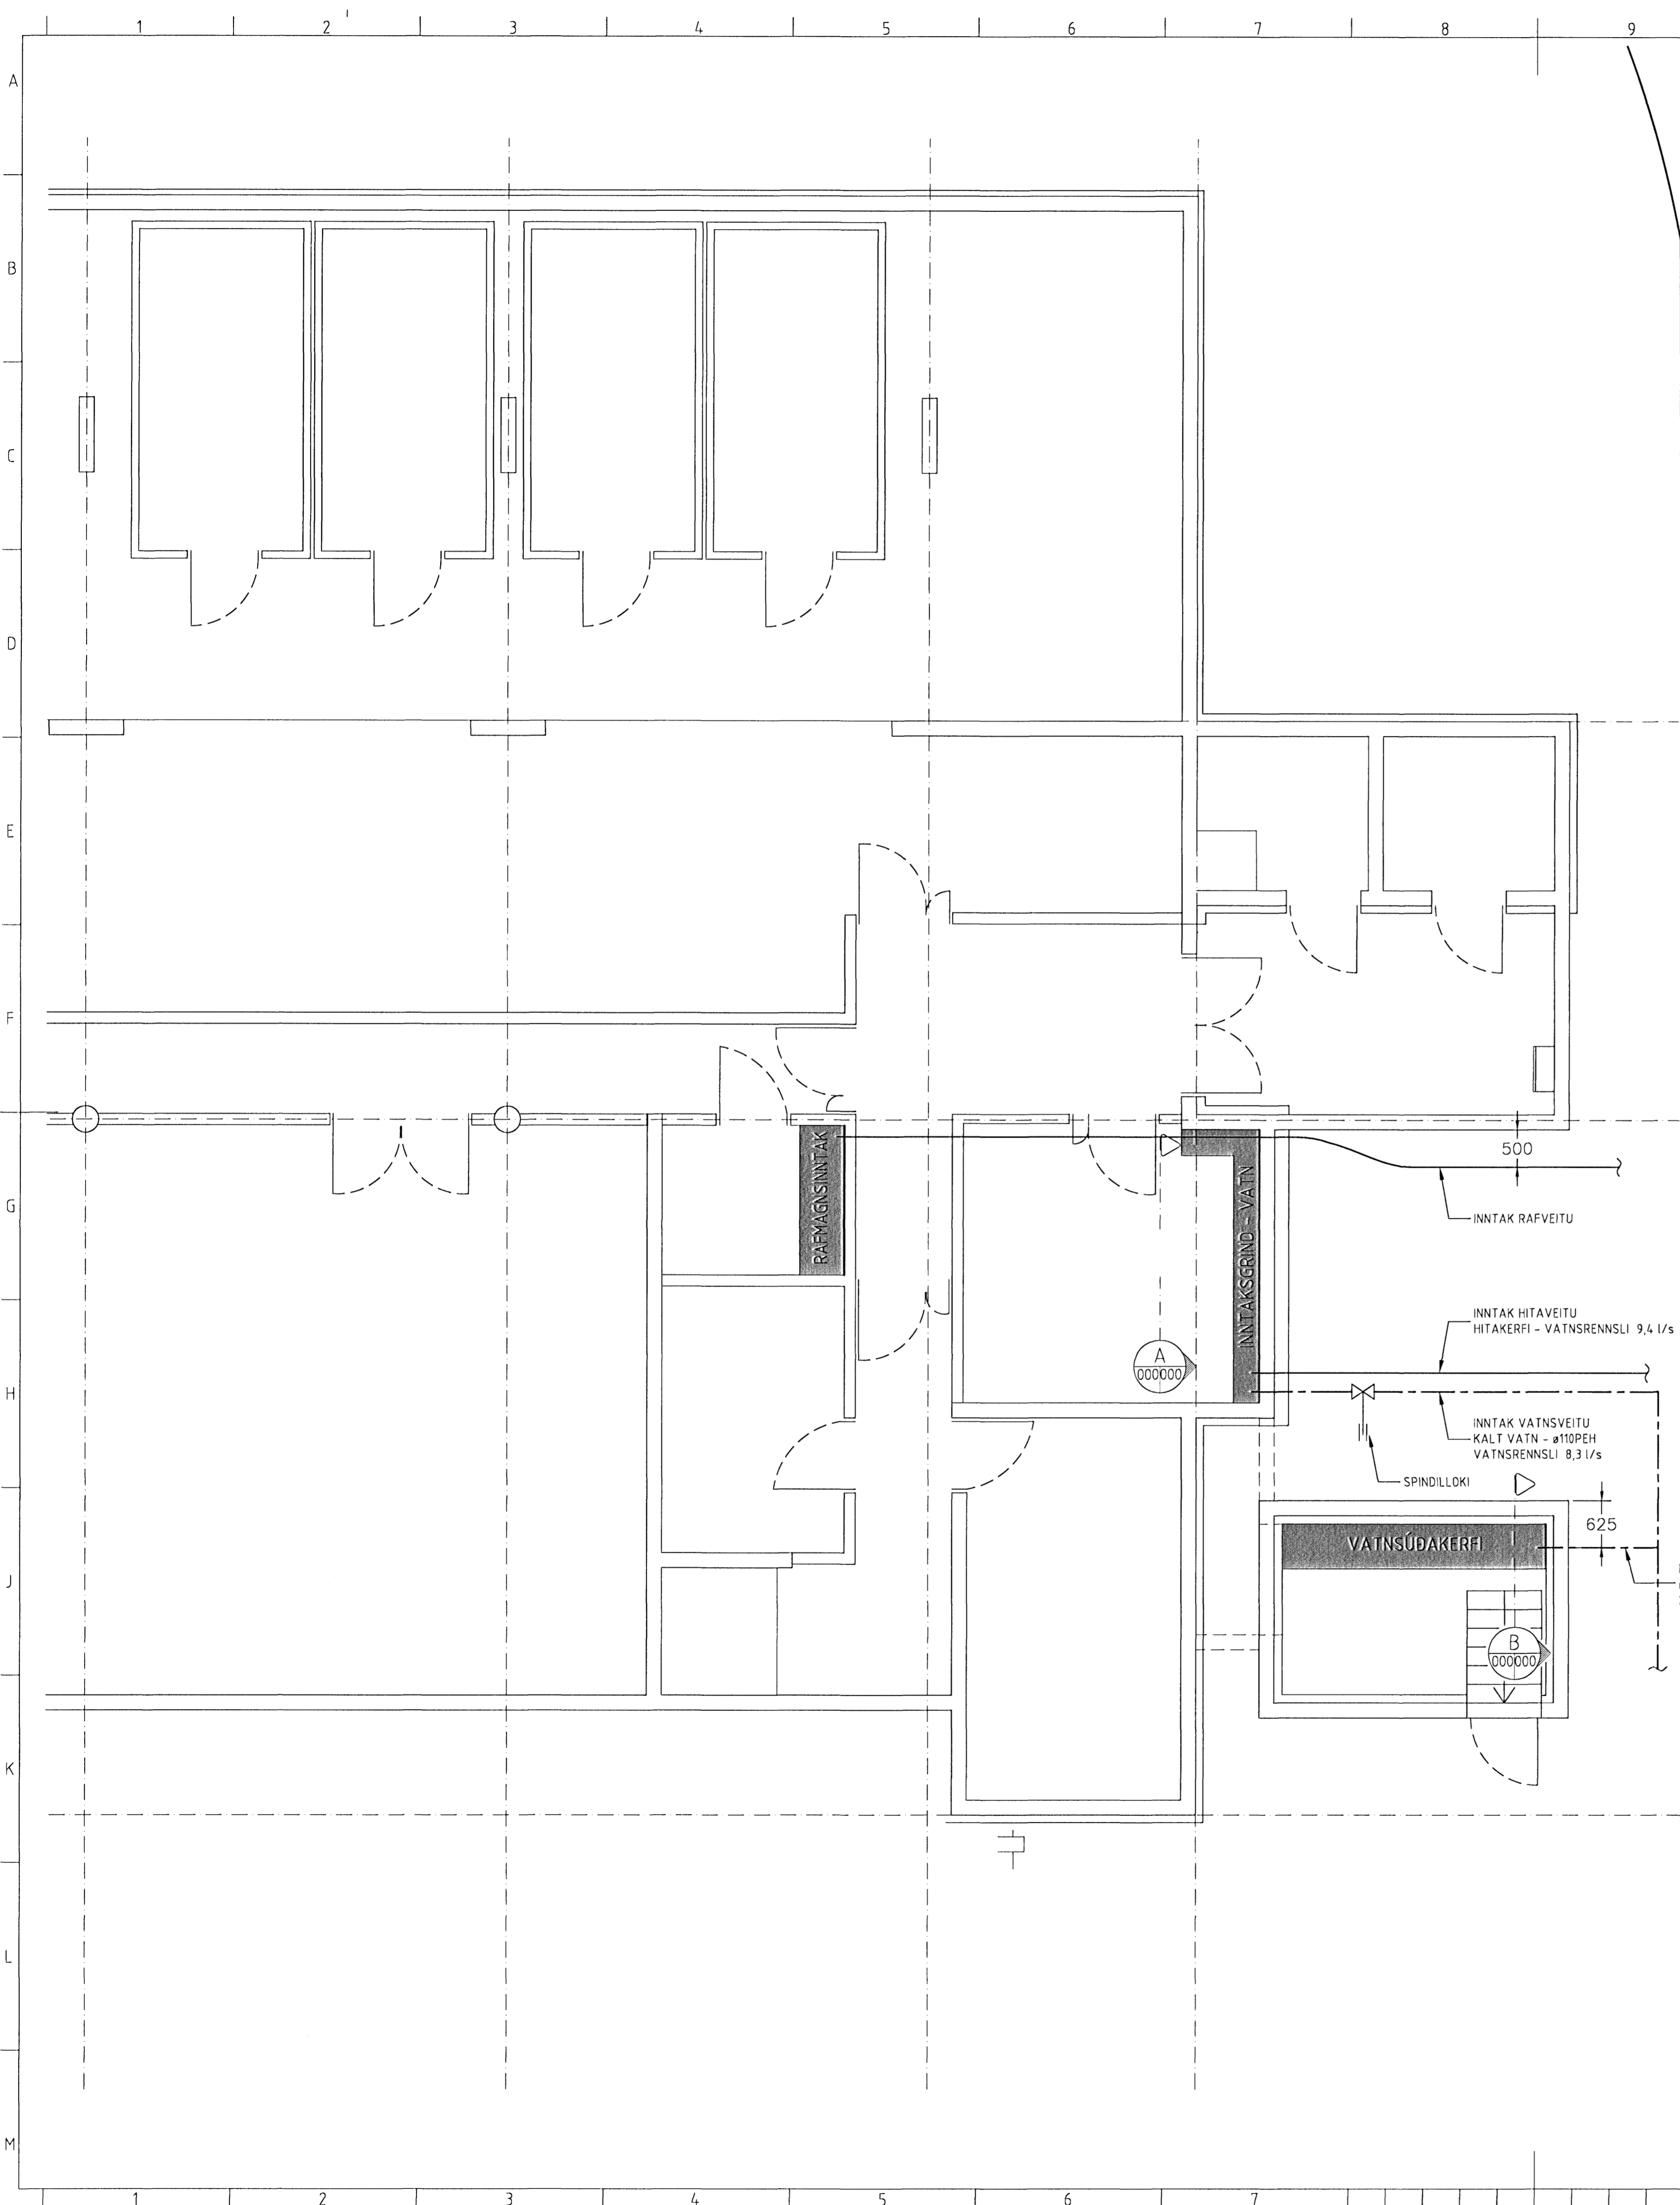 1 2 3 4 5 6 7 8 9
A
B
C
D
E
F
500
RAFMAGNSINNTAK
INNTAKSGRIND - VATN
G
INNTAK RAFVEITU
INNTAK HITAVEITU
HITAKERFI - VATNSRENNSLI 9,4 l/s
A
000000
H
INNTAK VATNSVEITU
KALT VATN - ø110PEH
VATNSRENNSLI 8,3 l/s
SPINDILLOKI
625
VATNSÚÐAKERFI
J
B
000000
K
L
M
1 2 3 4 5 6 7